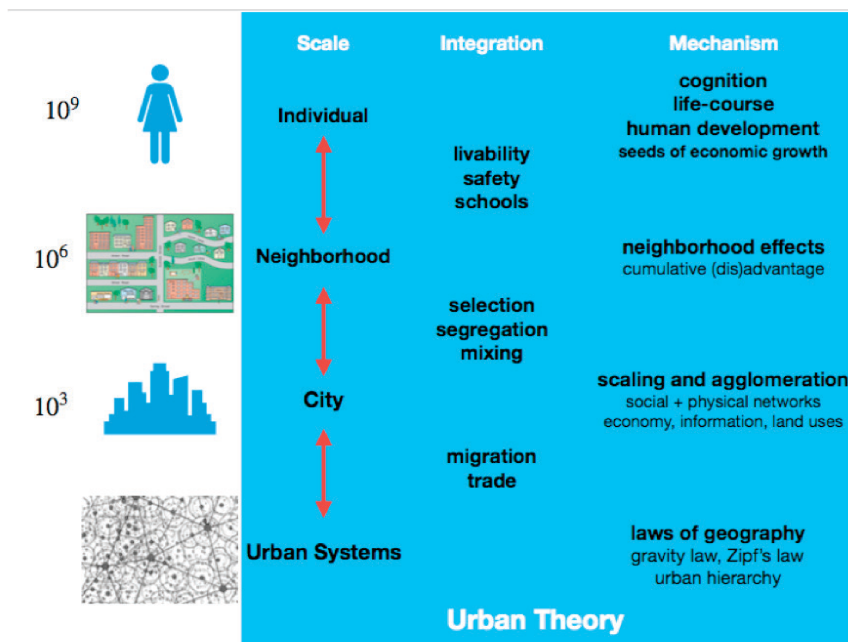 Scale Integration Mechanism
10⁹
Individual
cognition
life-course
human development
seeds of economic growth
livability
safety
schools
10⁶
Neighborhood
neighborhood effects
cumulative (dis)advantage
selection
segregation
mixing
10³
City
scaling and agglomeration
social + physical networks
economy, information, land uses
migration
trade
Urban Systems
laws of geography
gravity law, Zipf's law
urban hierarchy
Urban Theory